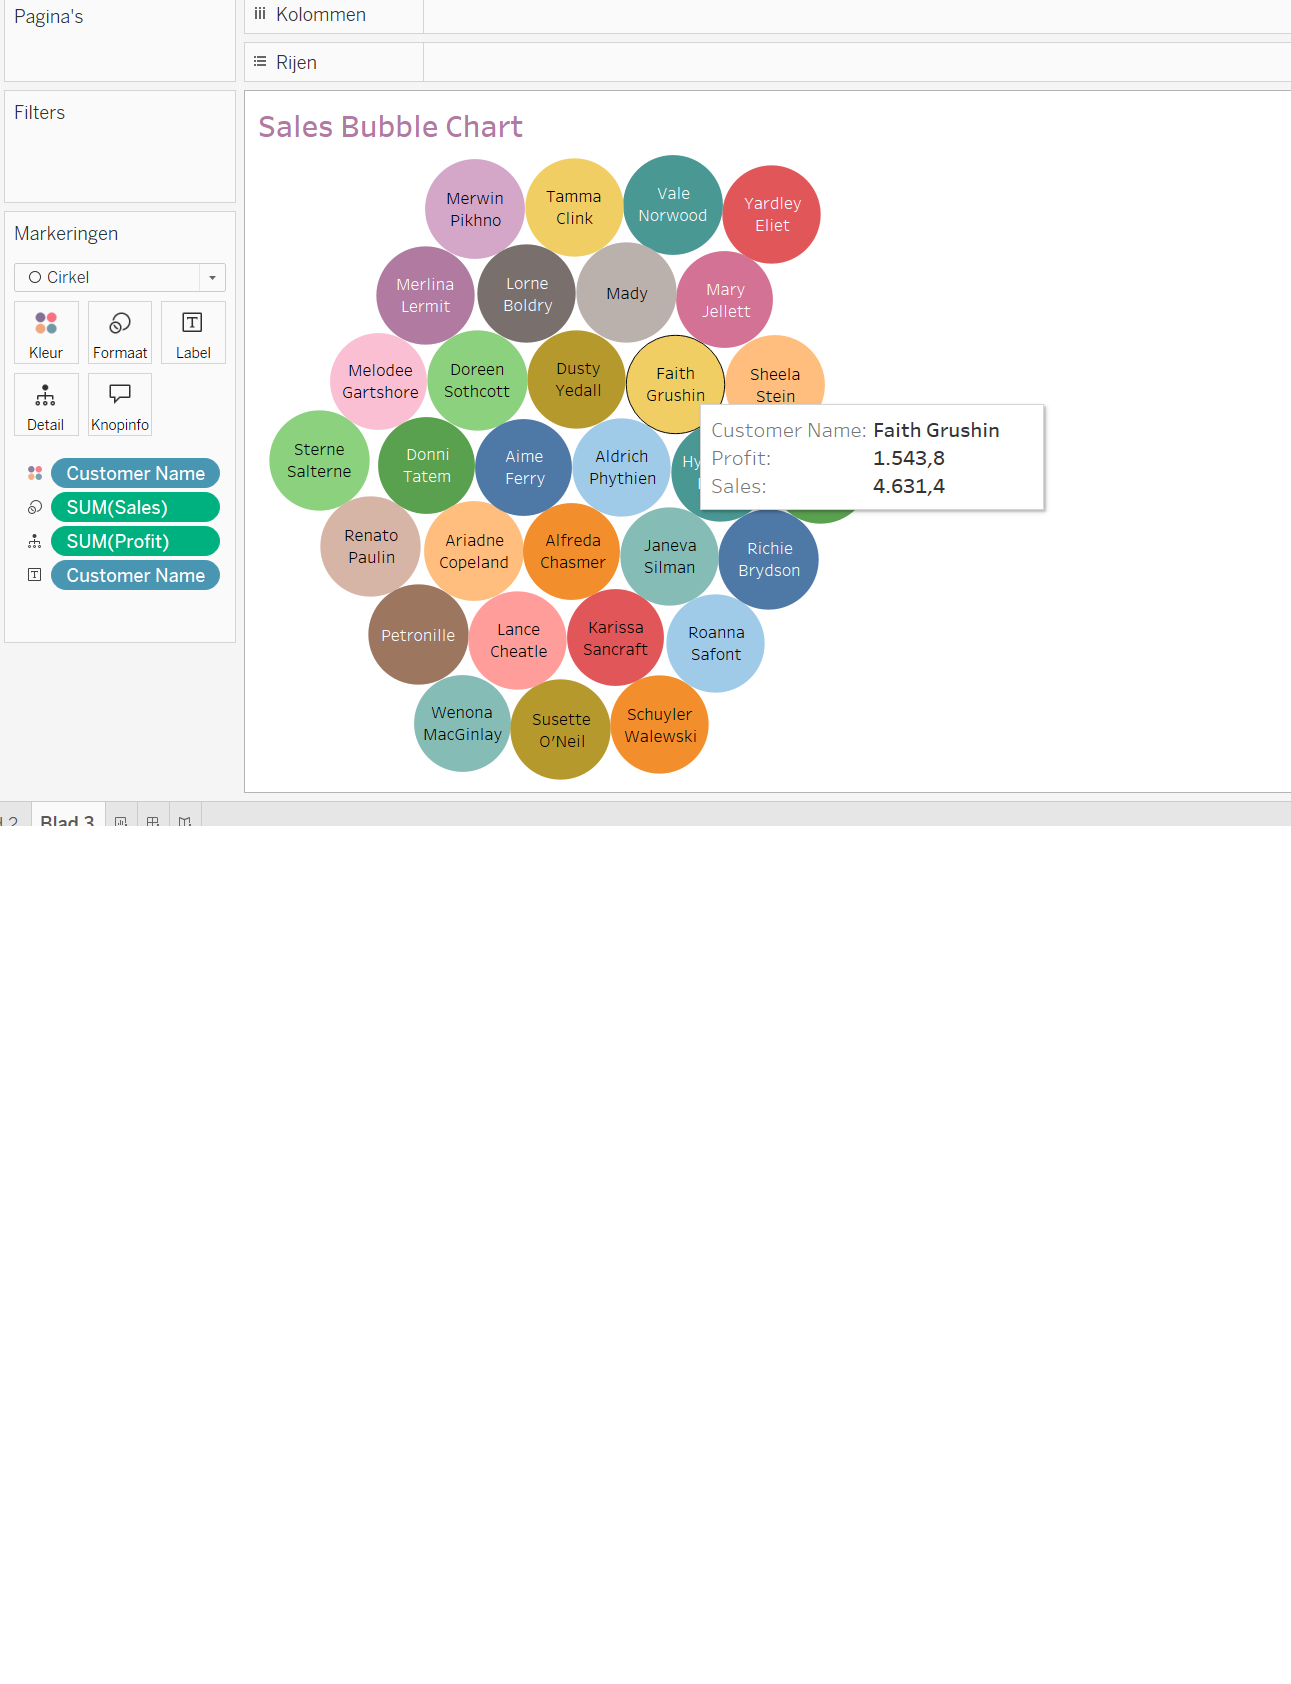 Pagina's
Kolommen
Rijen
Filters
Markeringen
Cirkel
Kleur
Formaat
Label
Detail
Knopinfo
Customer Name
SUM(Sales)
SUM(Profit)
Customer Name
Sales Bubble Chart
Merwin
Pikhno
Tamma
Clink
Vale
Norwood
Yardley
Eliet
Merlina
Lermit
Lorne
Boldry
Mady
Mary
Jellett
Melodee
Gartshore
Doreen
Sothcott
Dusty
Yedall
Faith
Grushin
Sheela
Stein
Customer Name: Faith Grushin
Profit: 1.543,8
Sales: 4.631,4
Sterne
Salterne
Donni
Tatem
Aime
Ferry
Aldrich
Phythien
Hy
Renato
Paulin
Ariadne
Copeland
Alfreda
Chasmer
Janeva
Silman
Richie
Brydson
Petronille
Lance
Cheatle
Karissa
Sancraft
Roanna
Safont
Wenona
MacGinlay
Susette
O'Neil
Schuyler
Walewski
2
Blad 3